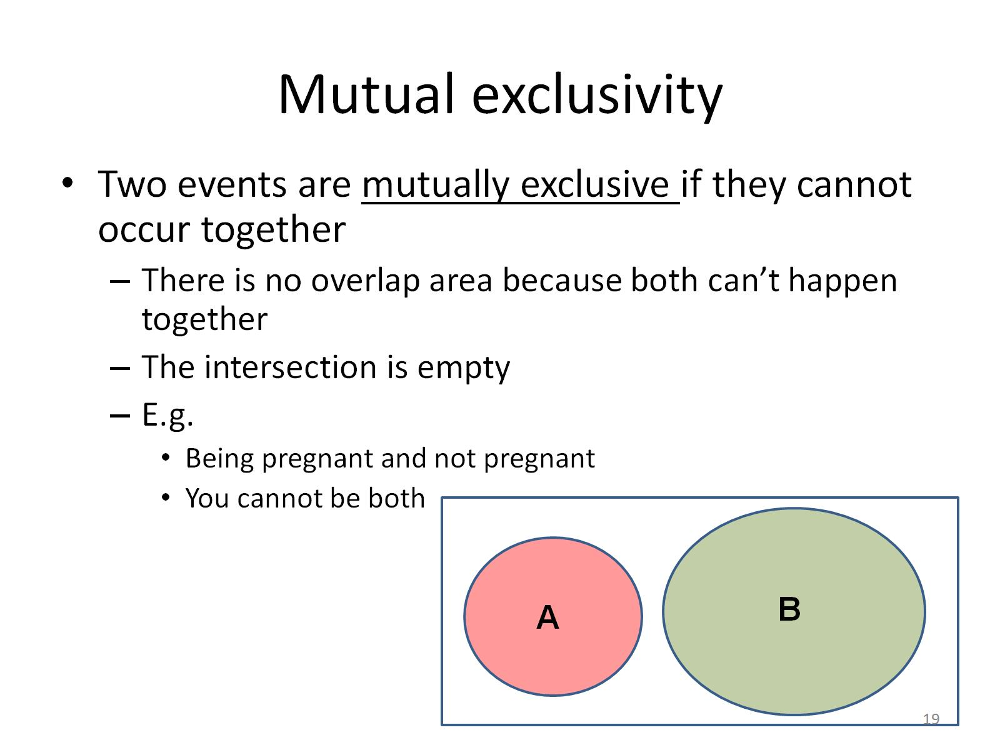 Mutual exclusivity
• Two events are mutually exclusive if they cannot
occur together
– There is no overlap area because both can’t happen
together
– The intersection is empty
– E.g.
• Being pregnant and not pregnant
• You cannot be both
A
B
19